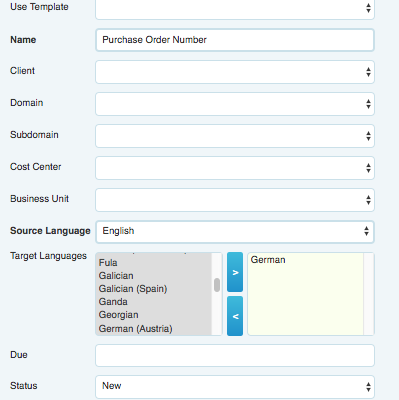 Use Template
Name Purchase Order Number
Client
Domain
Subdomain
Cost Center
Business Unit
Source Language English
Target Languages
Fula
Galician
Galician (Spain)
Ganda
Georgian
German (Austria)
>
<
German
Due
Status New